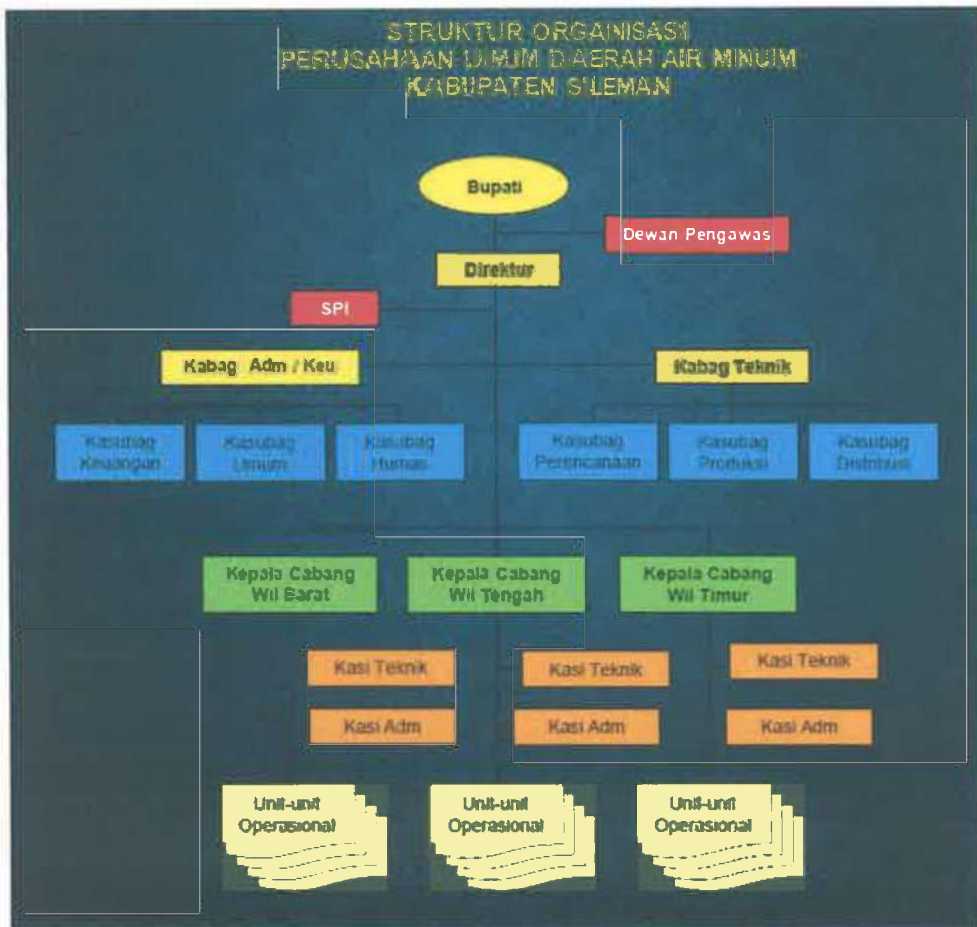 STRUKTUR ORGANISASI
PERUSAHAAN UMUM DAERAH AIR MINUM
KABUPATEN SLEMAN
Bupati
Dewan Pengawas
Direktur
SPI
Kabag Adm / Keu
Kabag Teknik
Kasubag
Keuangan
Kasubag
Umum
Kasubag
Humas
Kasubag
Perencanaan
Kasubag
Produksi
Kasubag
Distribusi
Kepala Cabang
Wil Barat
Kepala Cabang
Wil Tengah
Kepala Cabang
Wil Timur
Kasi Teknik
Kasi Teknik
Kasi Teknik
Kasi Adm
Kasi Adm
Kasi Adm
Unit-unit
Operasional
Unit-unit
Operasional
Unit-unit
Operasional